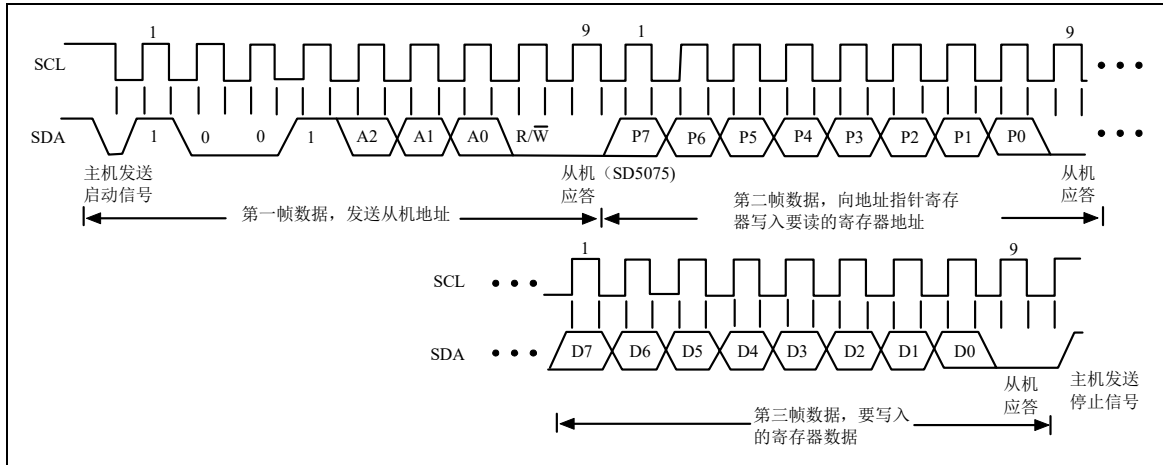 1 9 1 9
SCL
SDA 1 0 0 1 A2 A1 A0 R/W̅ P7 P6 P5 P4 P3 P2 P1 P0
主机发送
启动信号
从机（SD5075)
应答
从机
应答
第一帧数据，发送从机地址
第二帧数据，向地址指针寄存
器写入要读的寄存器地址
1 9
SCL
SDA D7 D6 D5 D4 D3 D2 D1 D0
从机
应答
主机发送
停止信号
第三帧数据，要写入
的寄存器数据